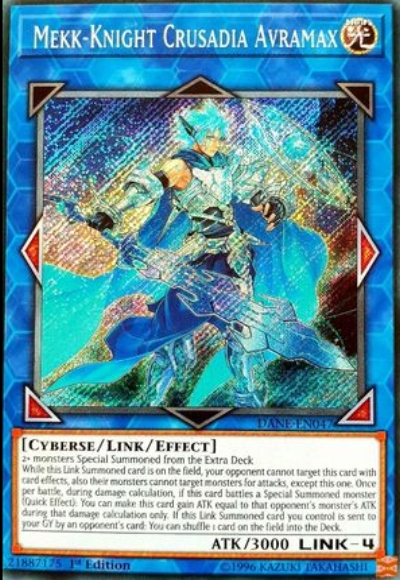 MEKK-KNIGHT CRUSADIA AVRAMAX 光
DANE-EN047
[CYBERSE/LINK/EFFECT]
2+ monsters Special Summoned from the Extra Deck
While this Link Summoned card is on the field, your opponent cannot target this card with
card effects, also their monsters cannot target monsters for attacks, except this one. Once
per battle, during damage calculation, if this card battles a Special Summoned monster
(Quick Effect): You can make this card gain ATK equal to that opponent's monster's ATK
during that damage calculation only. If this Link Summoned card you control is sent to
your GY by an opponent's card: You can shuffle 1 card on the field into the Deck.
ATK/3000 LINK-4
21887175 1st Edition ©1996 KAZUKI TAKAHASHI